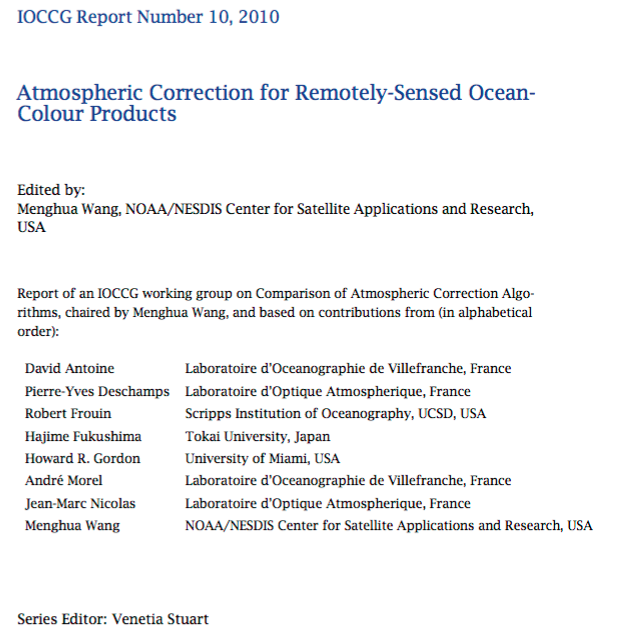 IOCCG Report Number 10, 2010
Atmospheric Correction for Remotely-Sensed Ocean-
Colour Products
Edited by:
Menghua Wang, NOAA/NESDIS Center for Satellite Applications and Research,
USA
Report of an IOCCG working group on Comparison of Atmospheric Correction Algo-
rithms, chaired by Menghua Wang, and based on contributions from (in alphabetical
order):
David Antoine Laboratoire d'Oceanographie de Villefranche, France
Pierre-Yves Deschamps Laboratoire d'Optique Atmospherique, France
Robert Frouin Scripps Institution of Oceanography, UCSD, USA
Hajime Fukushima Tokai University, Japan
Howard R. Gordon University of Miami, USA
André Morel Laboratoire d'Oceanographie de Villefranche, France
Jean-Marc Nicolas Laboratoire d'Optique Atmospherique, France
Menghua Wang NOAA/NESDIS Center for Satellite Applications and Research, USA
Series Editor: Venetia Stuart